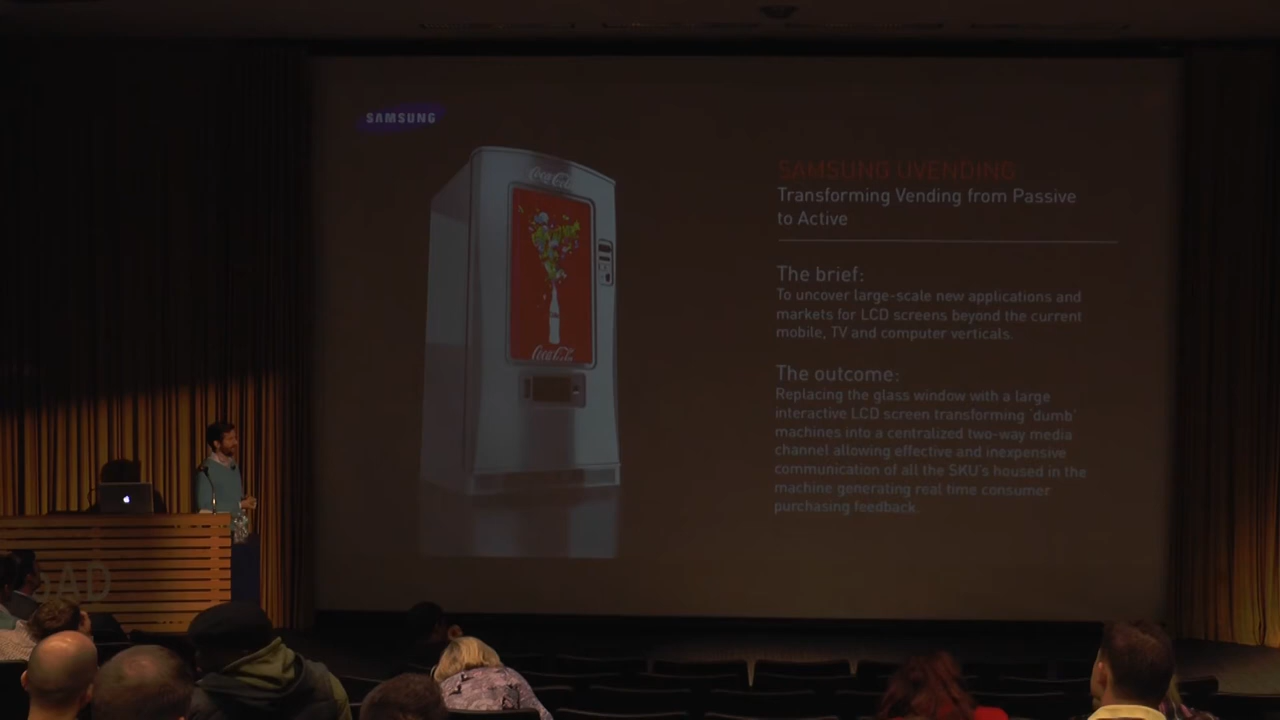 SAMSUNG
Coca-Cola
Coca-Cola
SAMSUNG UVENDING
Transforming Vending from Passive
to Active
The brief:
To uncover large-scale new applications and
markets for LCD screens beyond the current
mobile, TV and computer verticals.
The outcome:
Replacing the glass window with a large
interactive LCD screen transforming 'dumb'
machines into a centralized two-way media
channel allowing effective and inexpensive
communication of all the SKU's housed in the
machine generating real time consumer
purchasing feedback.